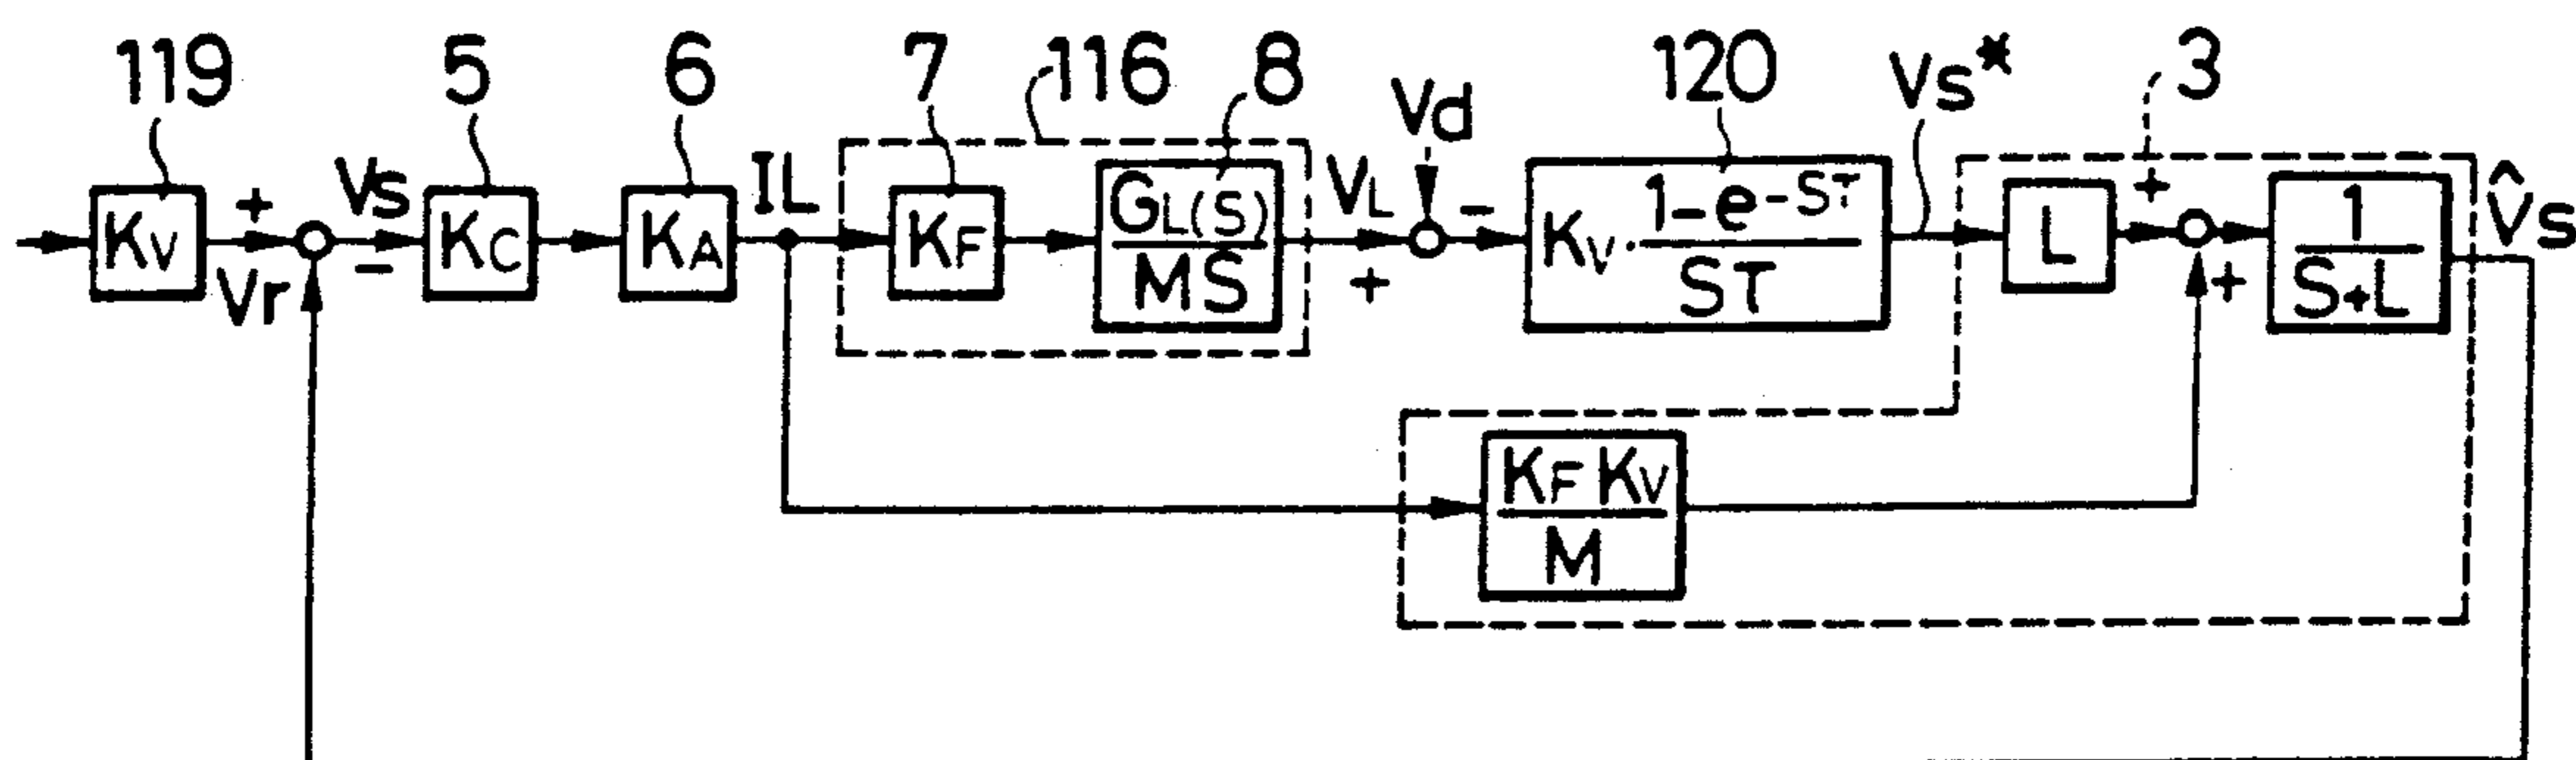 119 5 6 7 116 8 120 Vs* 3
KV + Vr Vs - KC KA IL KF GL(S)/MS VL + Vd - KV · 1-e-ST/ST L + + 1/S+L V̂s
KF KV/M